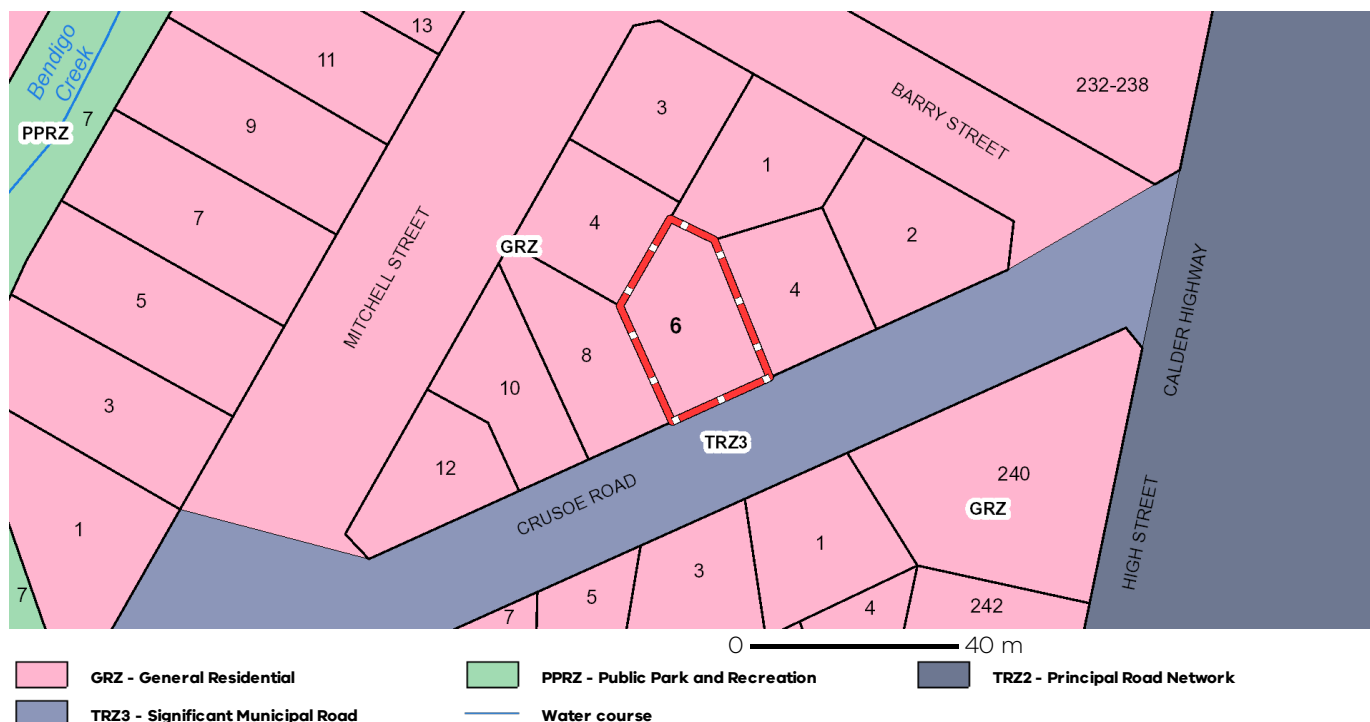 13
11
Bendigo
Creek
232-238
BARRY STREET
3
7
PPRZ
9
1
7
MITCHELL STREET
4
GRZ
2
5
4
CALDER HIGHWAY
6
8
10
3
TRZ3
12
240
CRUSOE ROAD
GRZ
HIGH STREET
1
1
3
5
7
4
242
7
0 40 m
GRZ - General Residential
PPRZ - Public Park and Recreation
TRZ2 - Principal Road Network
TRZ3 - Significant Municipal Road
Water course